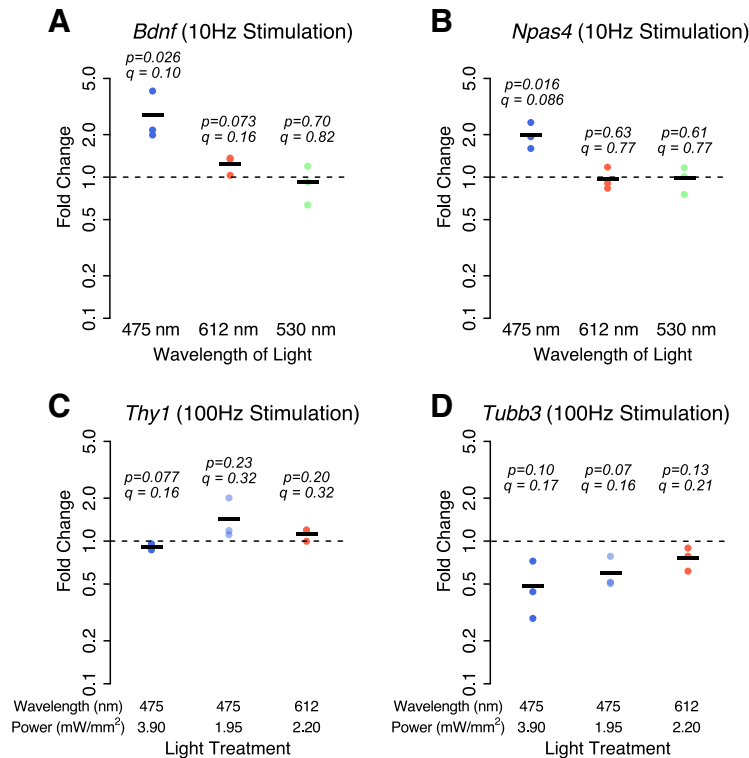 A
Bdnf (10Hz Stimulation)
p=0.026
q = 0.10
p=0.073
q = 0.16
p=0.70
q = 0.82
Fold Change
5.0
2.0
1.0
0.5
0.2
0.1
475 nm 612 nm 530 nm
Wavelength of Light
B
Npas4 (10Hz Stimulation)
p=0.016
q = 0.086
p=0.63
q = 0.77
p=0.61
q = 0.77
Fold Change
5.0
2.0
1.0
0.5
0.2
0.1
475 nm 612 nm 530 nm
Wavelength of Light
C
Thy1 (100Hz Stimulation)
p=0.077
q = 0.16
p=0.23
q = 0.32
p=0.20
q = 0.32
Fold Change
5.0
2.0
1.0
0.5
0.2
0.1
Wavelength (nm) 475 475 612
Power (mW/mm²) 3.90 1.95 2.20
Light Treatment
D
Tubb3 (100Hz Stimulation)
p=0.10
q = 0.17
p=0.07
q = 0.16
p=0.13
q = 0.21
Fold Change
5.0
2.0
1.0
0.5
0.2
0.1
Wavelength (nm) 475 475 612
Power (mW/mm²) 3.90 1.95 2.20
Light Treatment